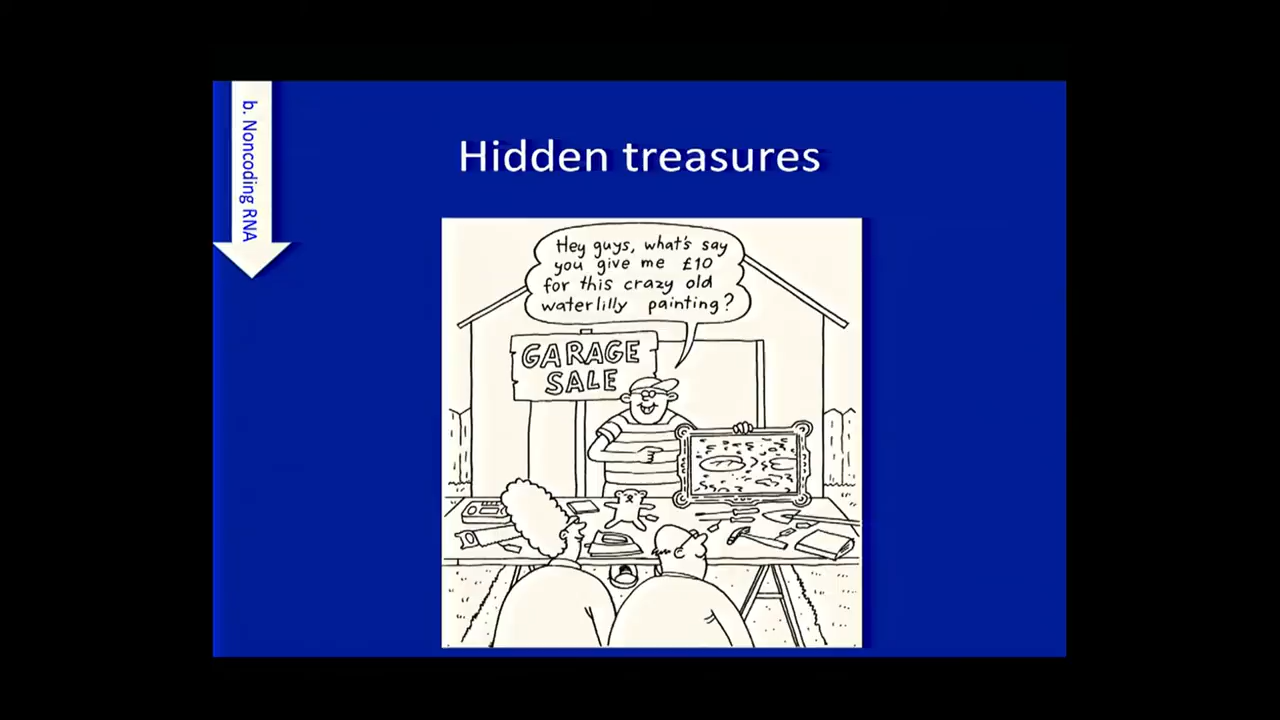 b. Noncoding RNA
Hidden treasures
Hey guys, what's say
you give me £10
for this crazy old
waterlilly painting?
GARAGE
SALE